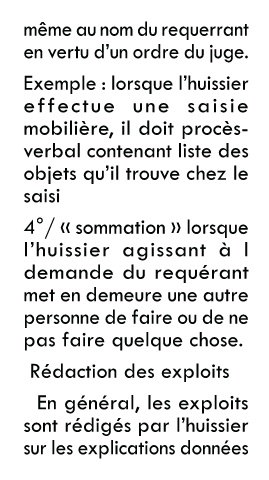 même au nom du requerrant
en vertu d'un ordre du juge.
Exemple : lorsque l'huissier
effectue une saisie
mobilière, il doit procès-
verbal contenant liste des
objets qu'il trouve chez le
saisi
4°/ « sommation » lorsque
l'huissier agissant à l
demande du requérant
met en demeure une autre
personne de faire ou de ne
pas faire quelque chose.
Rédaction des exploits
En général, les exploits
sont rédigés par l'huissier
sur les explications données